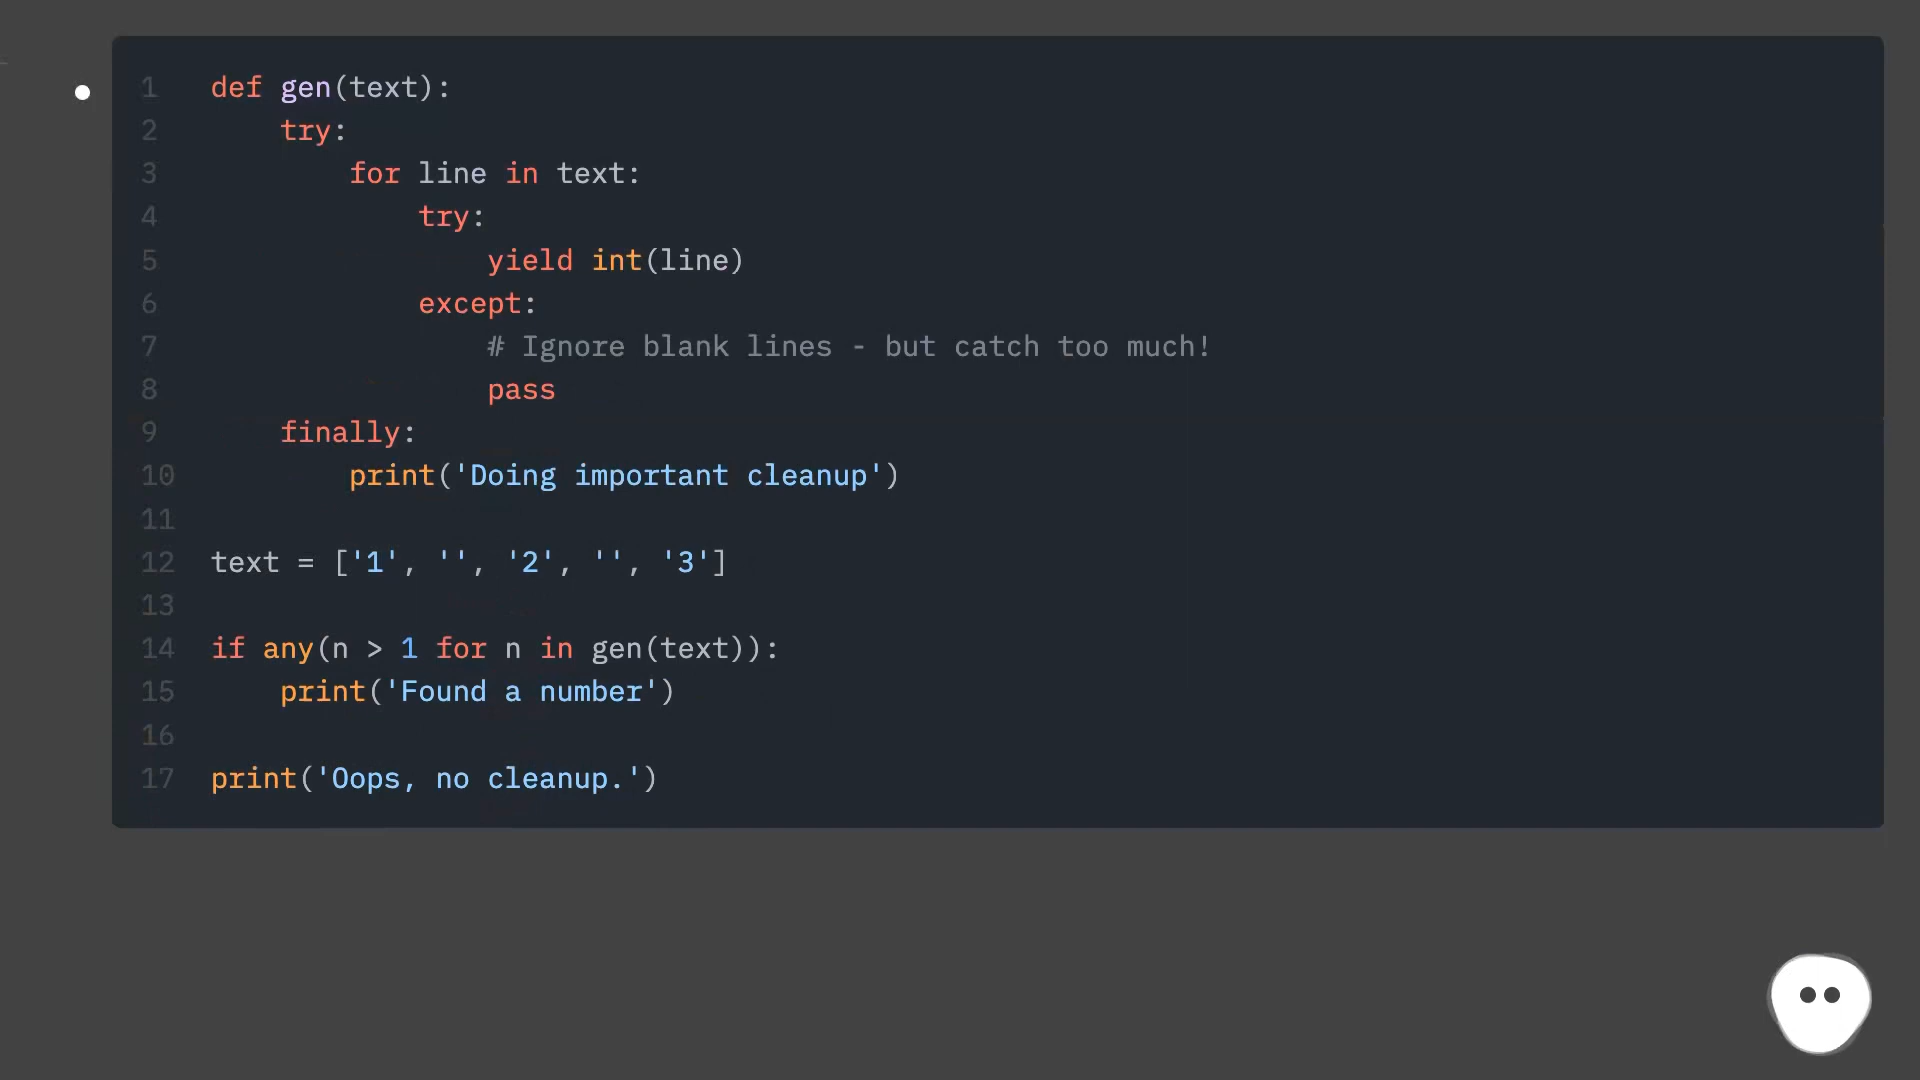 1 def gen(text):
2     try:
3         for line in text:
4             try:
5                 yield int(line)
6             except:
7                 # Ignore blank lines - but catch too much!
8                 pass
9     finally:
10         print('Doing important cleanup')
11
12 text = ['1', '', '2', '', '3']
13
14 if any(n > 1 for n in gen(text)):
15     print('Found a number')
16
17 print('Oops, no cleanup.')